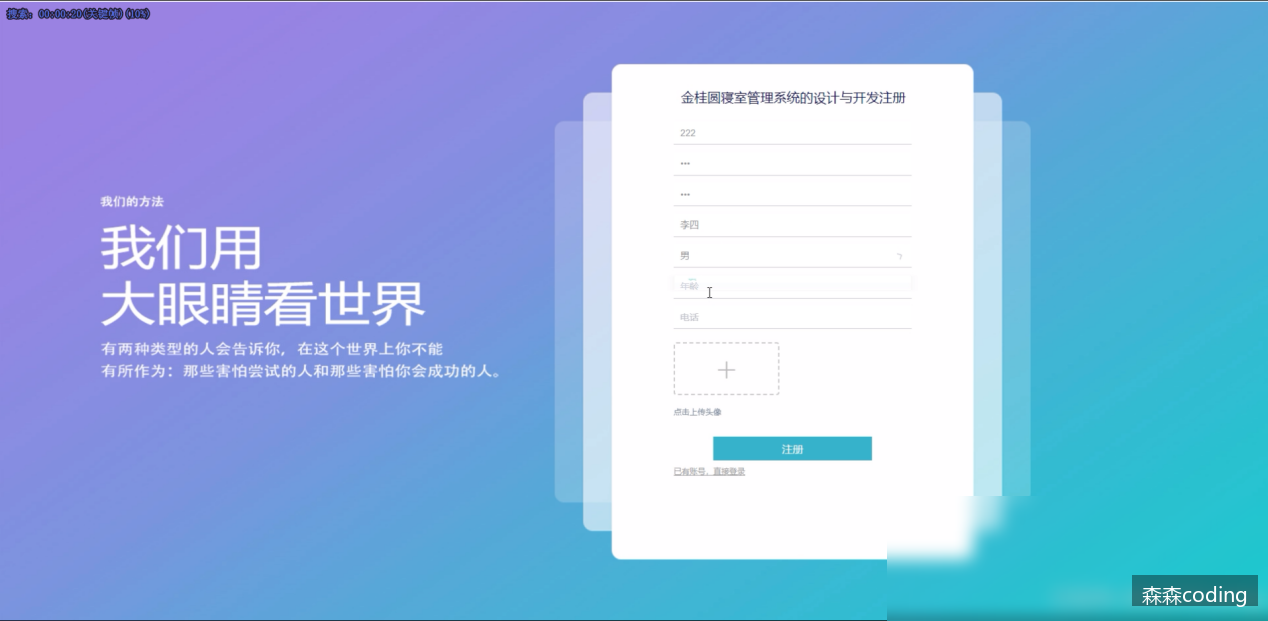 搜索: 00:00:20(关键帧) (10%)
我们的方法
我们用
大眼睛看世界
有两种类型的人会告诉你，在这个世界上你不能
有所作为：那些害怕尝试的人和那些害怕你会成功的人。
金桂圆寝室管理系统的设计与开发注册
222
•••
•••
李四
男
年龄
电话
点击上传头像
注册
已有账号，直接登录
森森coding